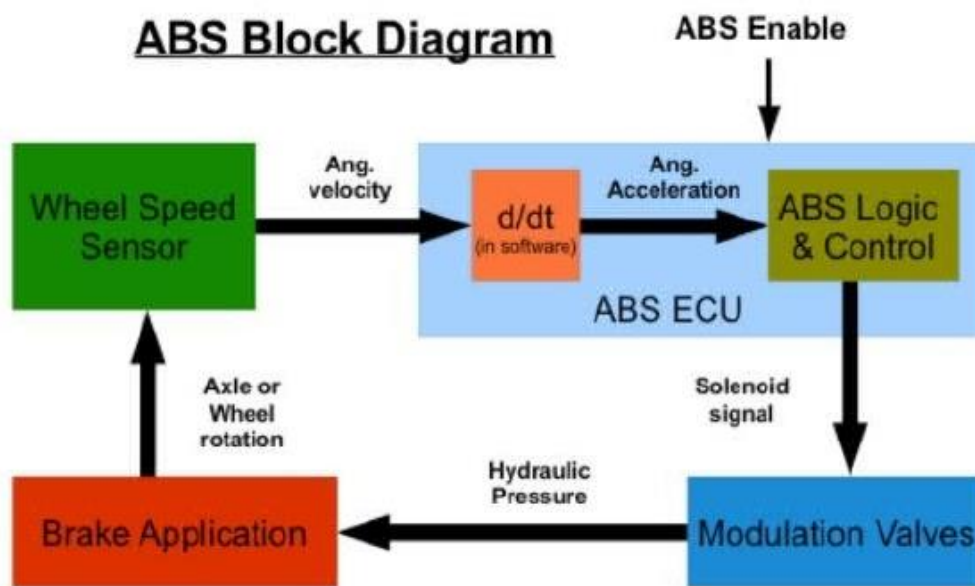 ABS Block Diagram
ABS Enable
Wheel Speed
Sensor
Ang.
velocity
d/dt
(in software)
Ang.
Acceleration
ABS Logic
& Control
ABS ECU
Solenoid
signal
Modulation Valves
Hydraulic
Pressure
Brake Application
Axle or
Wheel
rotation